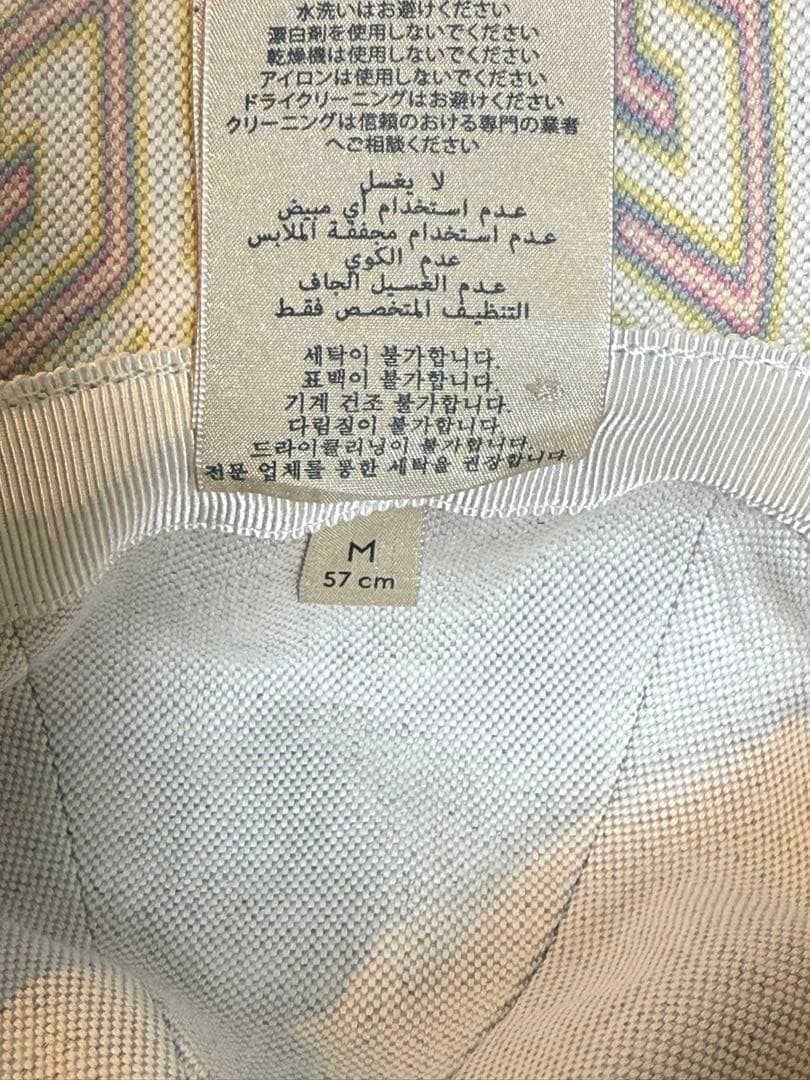 水洗いはお避けください
漂白剤を使用しないでください
乾燥機は使用しないでください
アイロンは使用しないでください
ドライクリーニングはお避けください
クリーニングは信頼のおける専門の業者
へご相談ください
لا يغسل
عدم استخدام أي مبيض
عدم استخدام مجففة الملابس
عدم الكوي
عدم الغسيل الجاف
التنظيف المتخصص فقط
세탁이 불가합니다.
표백이 불가합니다.
기계 건조 불가합니다.
다림질이 불가합니다.
드라이클리닝이 불가합니다.
전문 업체를 통한 세탁을 권장합니다.
M
57 cm